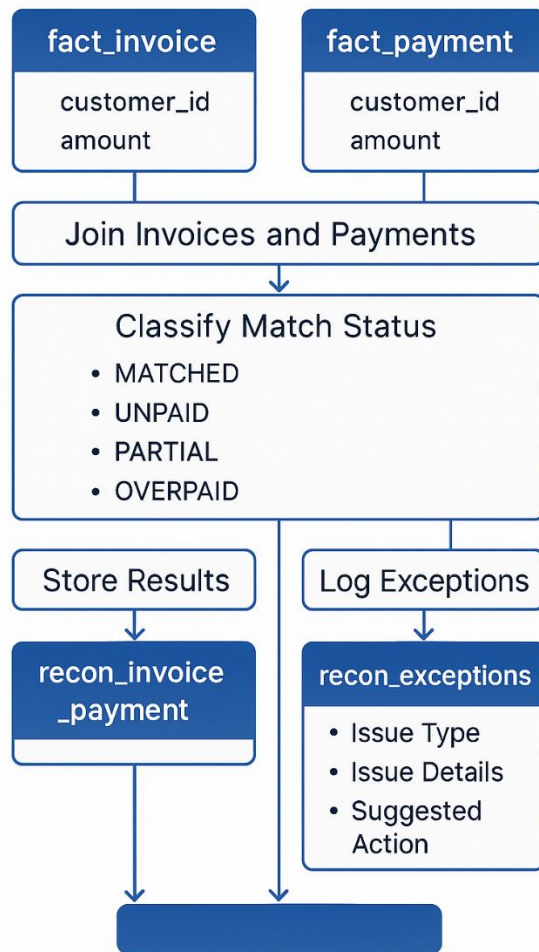 fact_invoice
customer_id
amount
fact_payment
customer_id
amount
Join Invoices and Payments
Classify Match Status
• MATCHED
• UNPAID
• PARTIAL
• OVERPAID
Store Results
Log Exceptions
recon_invoice
_payment
recon_exceptions
• Issue Type
• Issue Details
• Suggested
Action